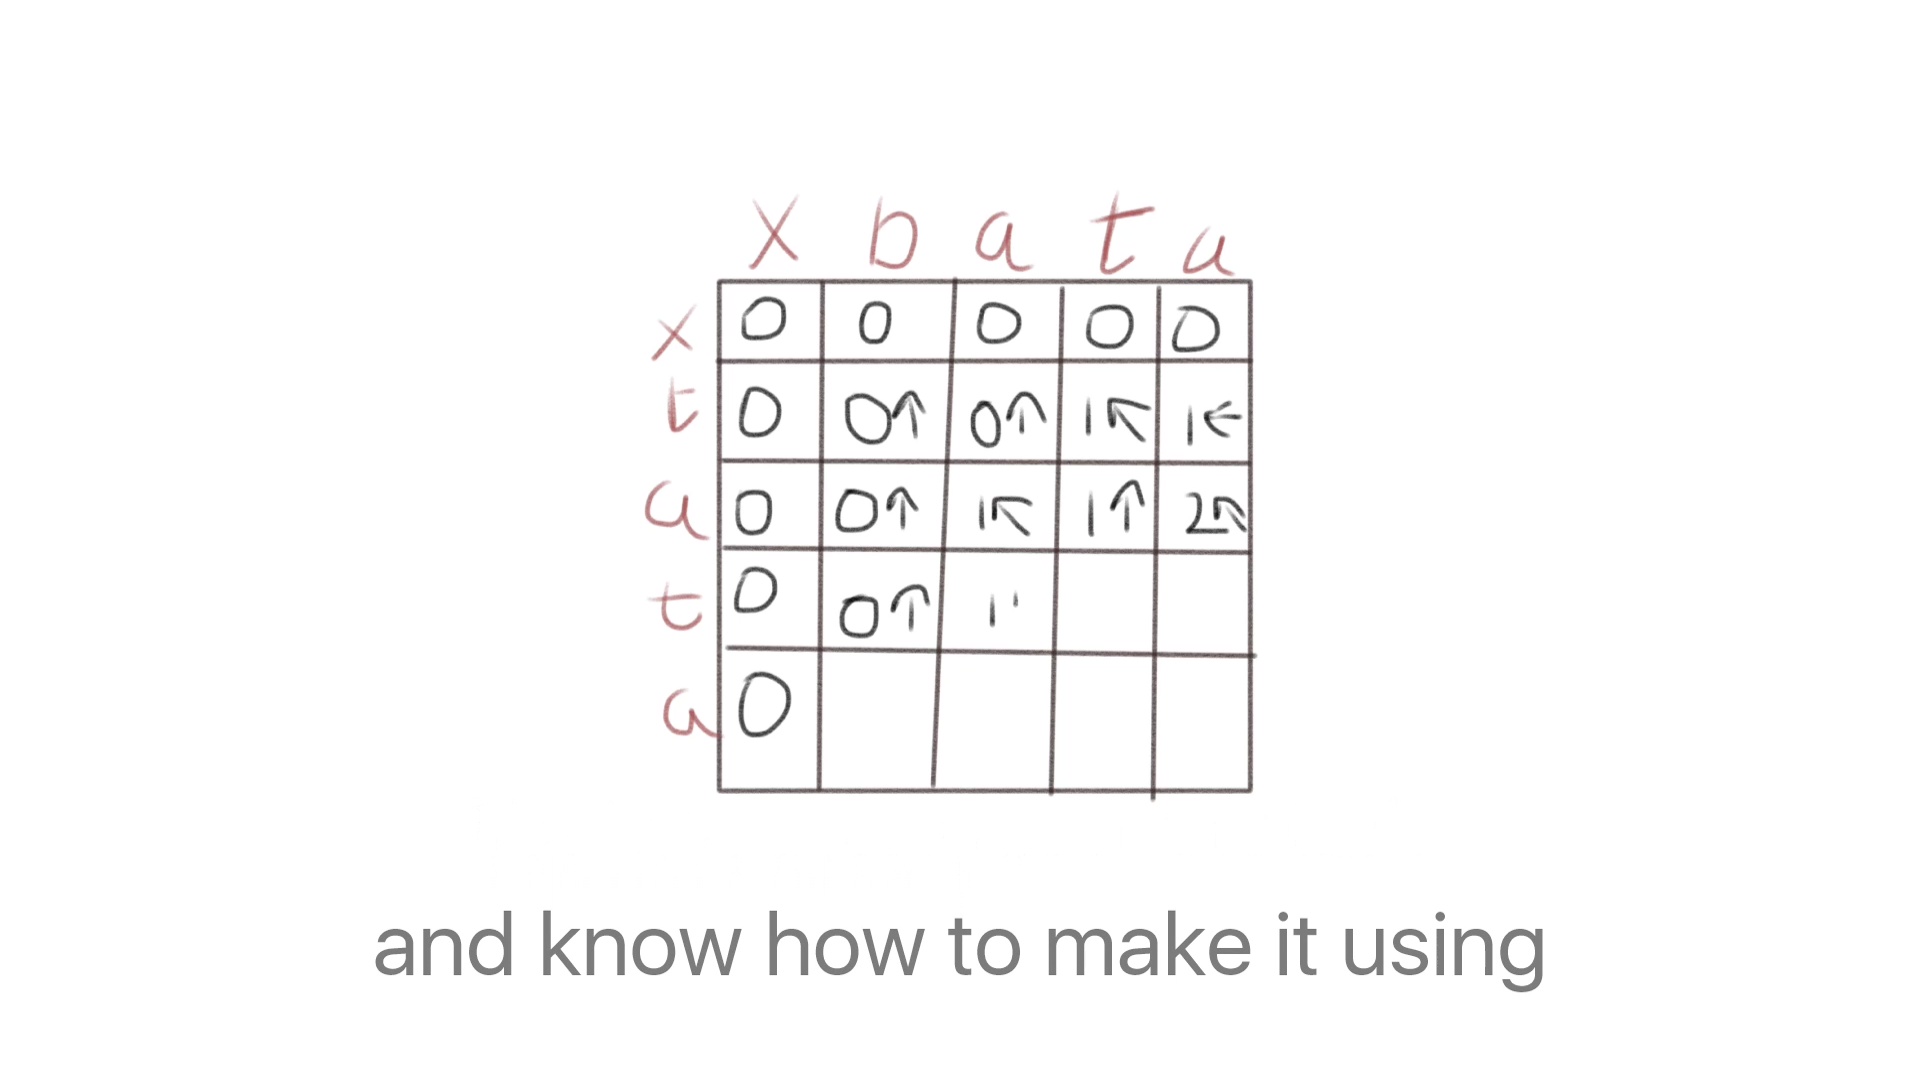 x b a t a
x 0 0 0 0 0
t 0 0↑ 0↑ 1↖ 1←
a 0 0↑ 1↖ 1↑ 2↖
t 0 0↑ 1'
a 0
and know how to make it using